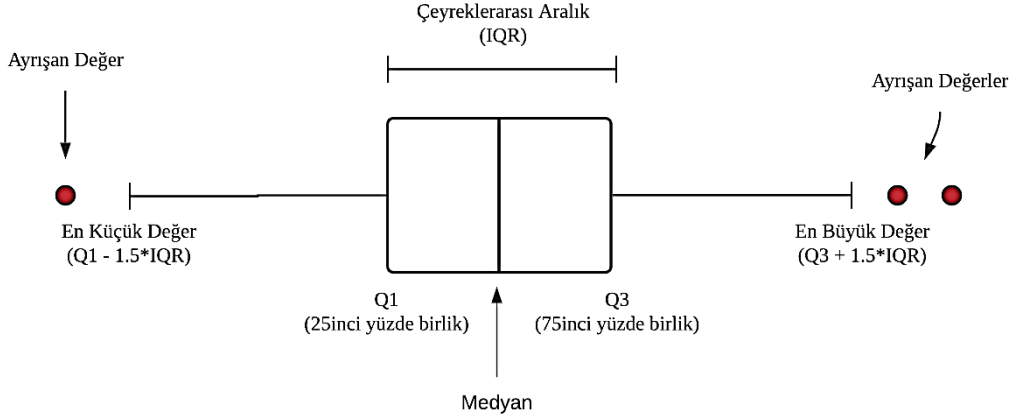 Çeyreklerarası Aralık
(IQR)
Ayrışan Değer
Ayrışan Değerler
En Küçük Değer
(Q1 - 1.5*IQR)
En Büyük Değer
(Q3 + 1.5*IQR)
Q1
(25inci yüzde birlik)
Q3
(75inci yüzde birlik)
Medyan